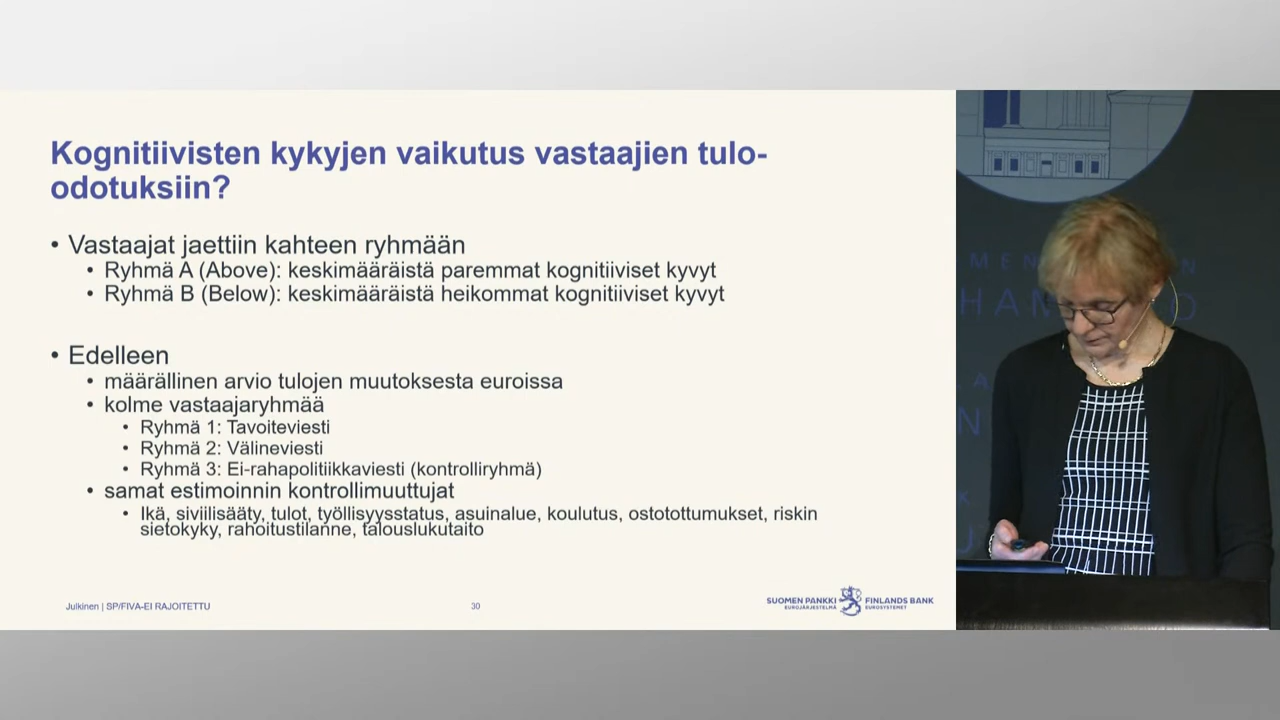 Kognitiivisten kykyjen vaikutus vastaajien tulo-
odotuksiin?
• Vastaajat jaettiin kahteen ryhmään
• Ryhmä A (Above): keskimääräistä paremmat kognitiiviset kyvyt
• Ryhmä B (Below): keskimääräistä heikommat kognitiiviset kyvyt
• Edelleen
• määrällinen arvio tulojen muutoksesta euroissa
• kolme vastaajaryhmää
• Ryhmä 1: Tavoiteviesti
• Ryhmä 2: Välineviesti
• Ryhmä 3: Ei-rahapolitiikkaviesti (kontrolliryhmä)
• samat estimoinnin kontrollimuuttujat
• Ikä, siviilisääty, tulot, työllisyysstatus, asuinalue, koulutus, ostotottumukset, riskin
sietokyky, rahoitustilanne, talouslukutaito
Julkinen | SP/FIVA-EI RAJOITETTU
30
SUOMEN PANKKI FINLANDS BANK
EUROJÄRJESTELMÄ EUROSYSTEMET